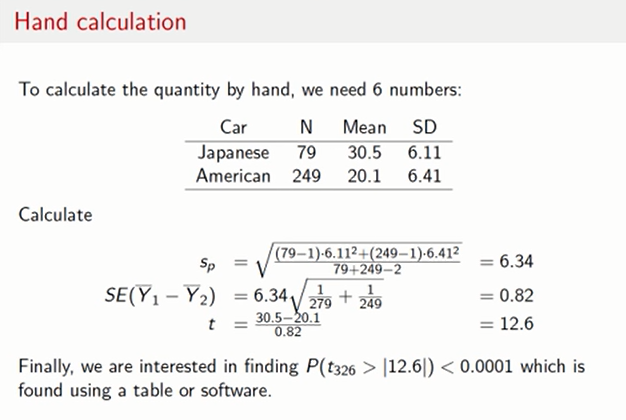 Hand calculation
To calculate the quantity by hand, we need 6 numbers:
Car N Mean SD
Japanese 79 30.5 6.11
American 249 20.1 6.41
Calculate
s_p = √((79−1)·6.11²+(249−1)·6.41² / 79+249−2) = 6.34
SE(Y̅₁ − Y̅₂) = 6.34√(1/279 + 1/249) = 0.82
t = 30.5−20.1 / 0.82 = 12.6
Finally, we are interested in finding P(t₃₂₆ > |12.6|) < 0.0001 which is
found using a table or software.